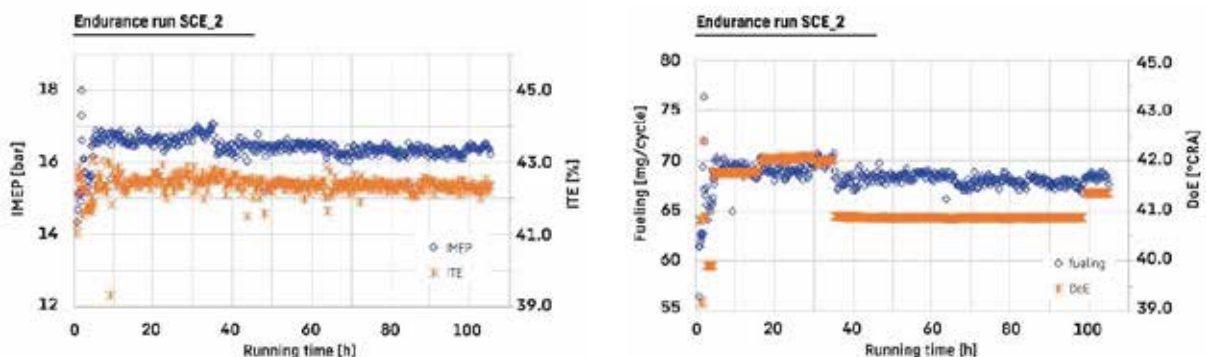 Endurance run SCE_2
18
16
14
12
IMEP [bar]
45.0
43.0
41.0
39.0
ITE [%]
IMEP
ITE
0 20 40 60 80 100
Running time [h]
Endurance run SCE_2
80
75
70
65
60
55
Fueling [mg/cycle]
45.0
43.0
42.0
41.0
40.0
39.0
DoE [°CRA]
fueling
DoE
0 20 40 60 80 100
Running time [h]